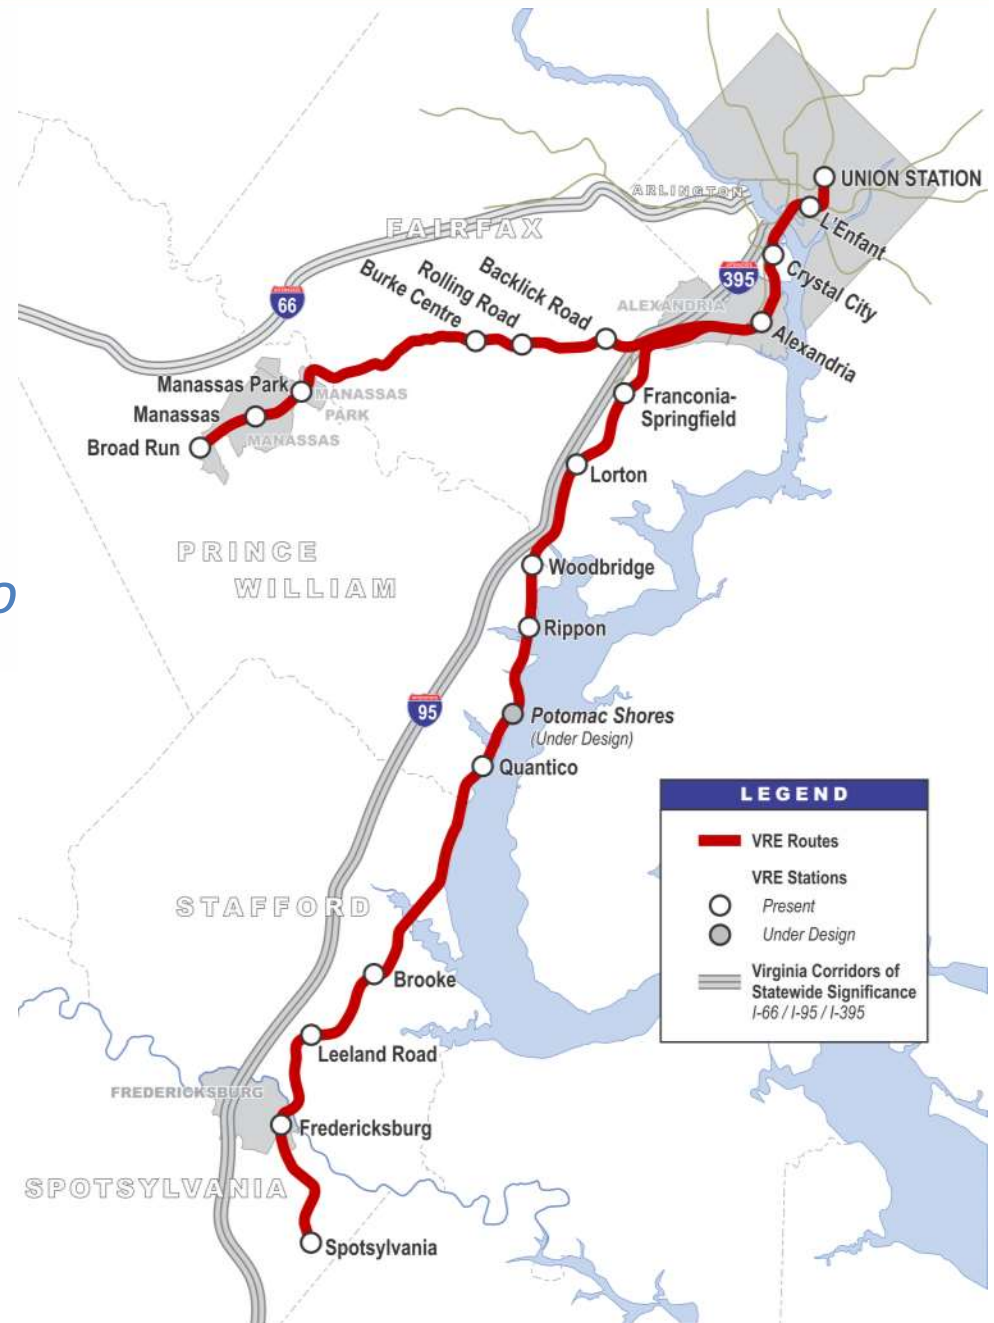 UNION STATION
ARLINGTON
L'Enfant
FAIRFAX
Crystal City
395
Backlick Road
Rolling Road
Burke Centre
66
ALEXANDRIA
Alexandria
Manassas Park
MANASSAS
PARK
Franconia-
Springfield
Manassas
MANASSAS
Broad Run
Lorton
PRINCE
WILLIAM
Woodbridge
Rippon
95
Potomac Shores
(Under Design)
Quantico
LEGEND
VRE Routes
VRE Stations
Present
Under Design
Virginia Corridors of
Statewide Significance
I-66 / I-95 / I-395
STAFFORD
Brooke
Leeland Road
FREDERICKSBURG
Fredericksburg
SPOTSYLVANIA
Spotsylvania